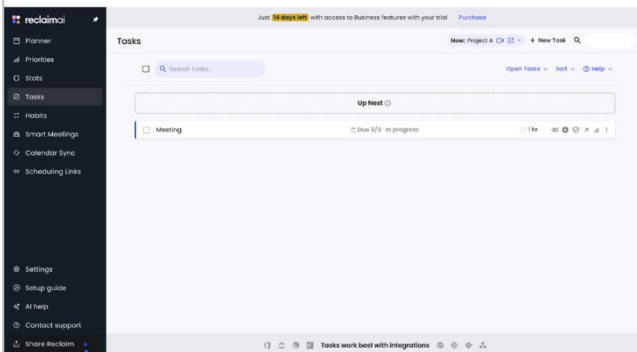 reclaimai
Just 14 days left with access to Business features with your trial Purchase
Planner
Priorities
Stats
Tasks
Habits
Smart Meetings
Calendar Sync
Scheduling Links
Settings
Setup guide
AI help
Contact support
Share Reclaim
Tasks
Now: Project A
+ New Task
Search Tasks...
Open Tasks Sort Help
Up Next
Meeting Due 8/9 · In progress 1 hr
Tasks work best with integrations